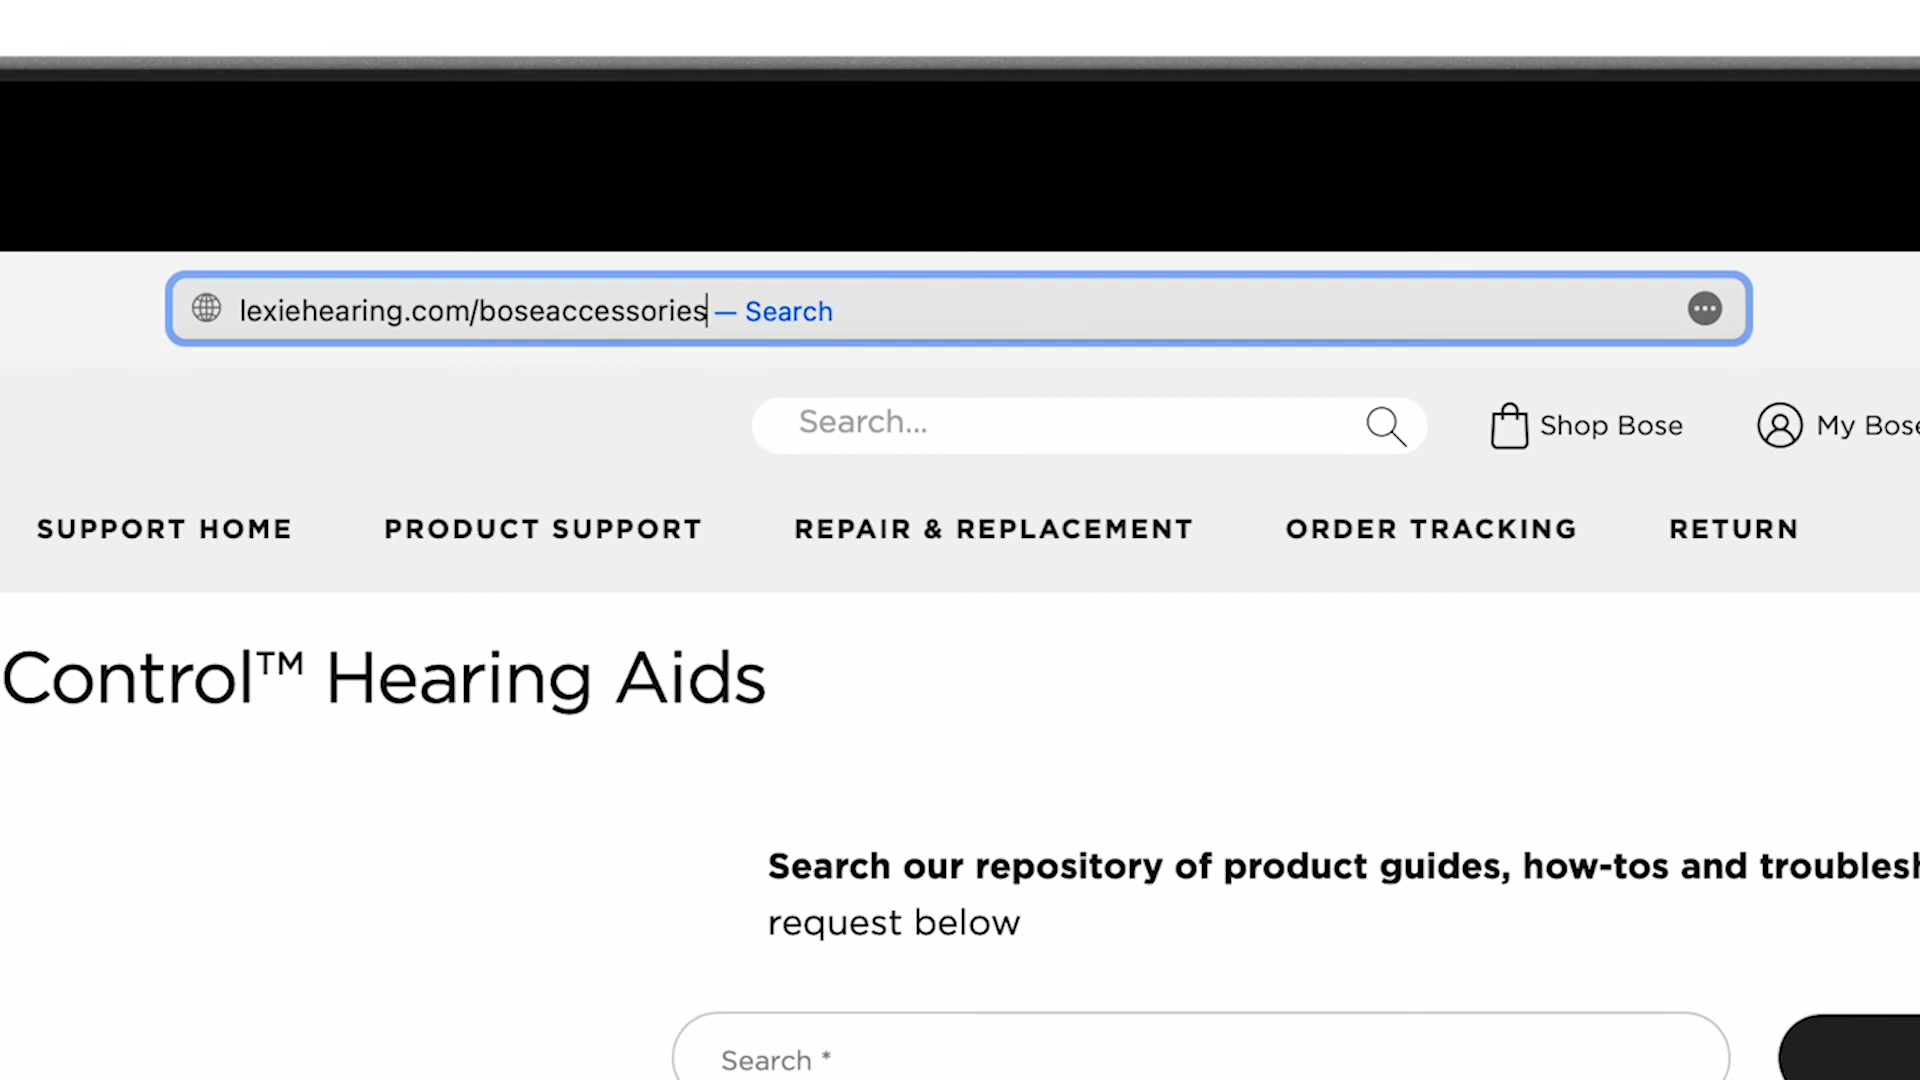 lexiehearing.com/boseaccessories — Search
Search...
Shop Bose
My Bose
SUPPORT HOME
PRODUCT SUPPORT
REPAIR & REPLACEMENT
ORDER TRACKING
RETURN
Control™ Hearing Aids
Search our repository of product guides, how-tos and troublesh
request below
Search *